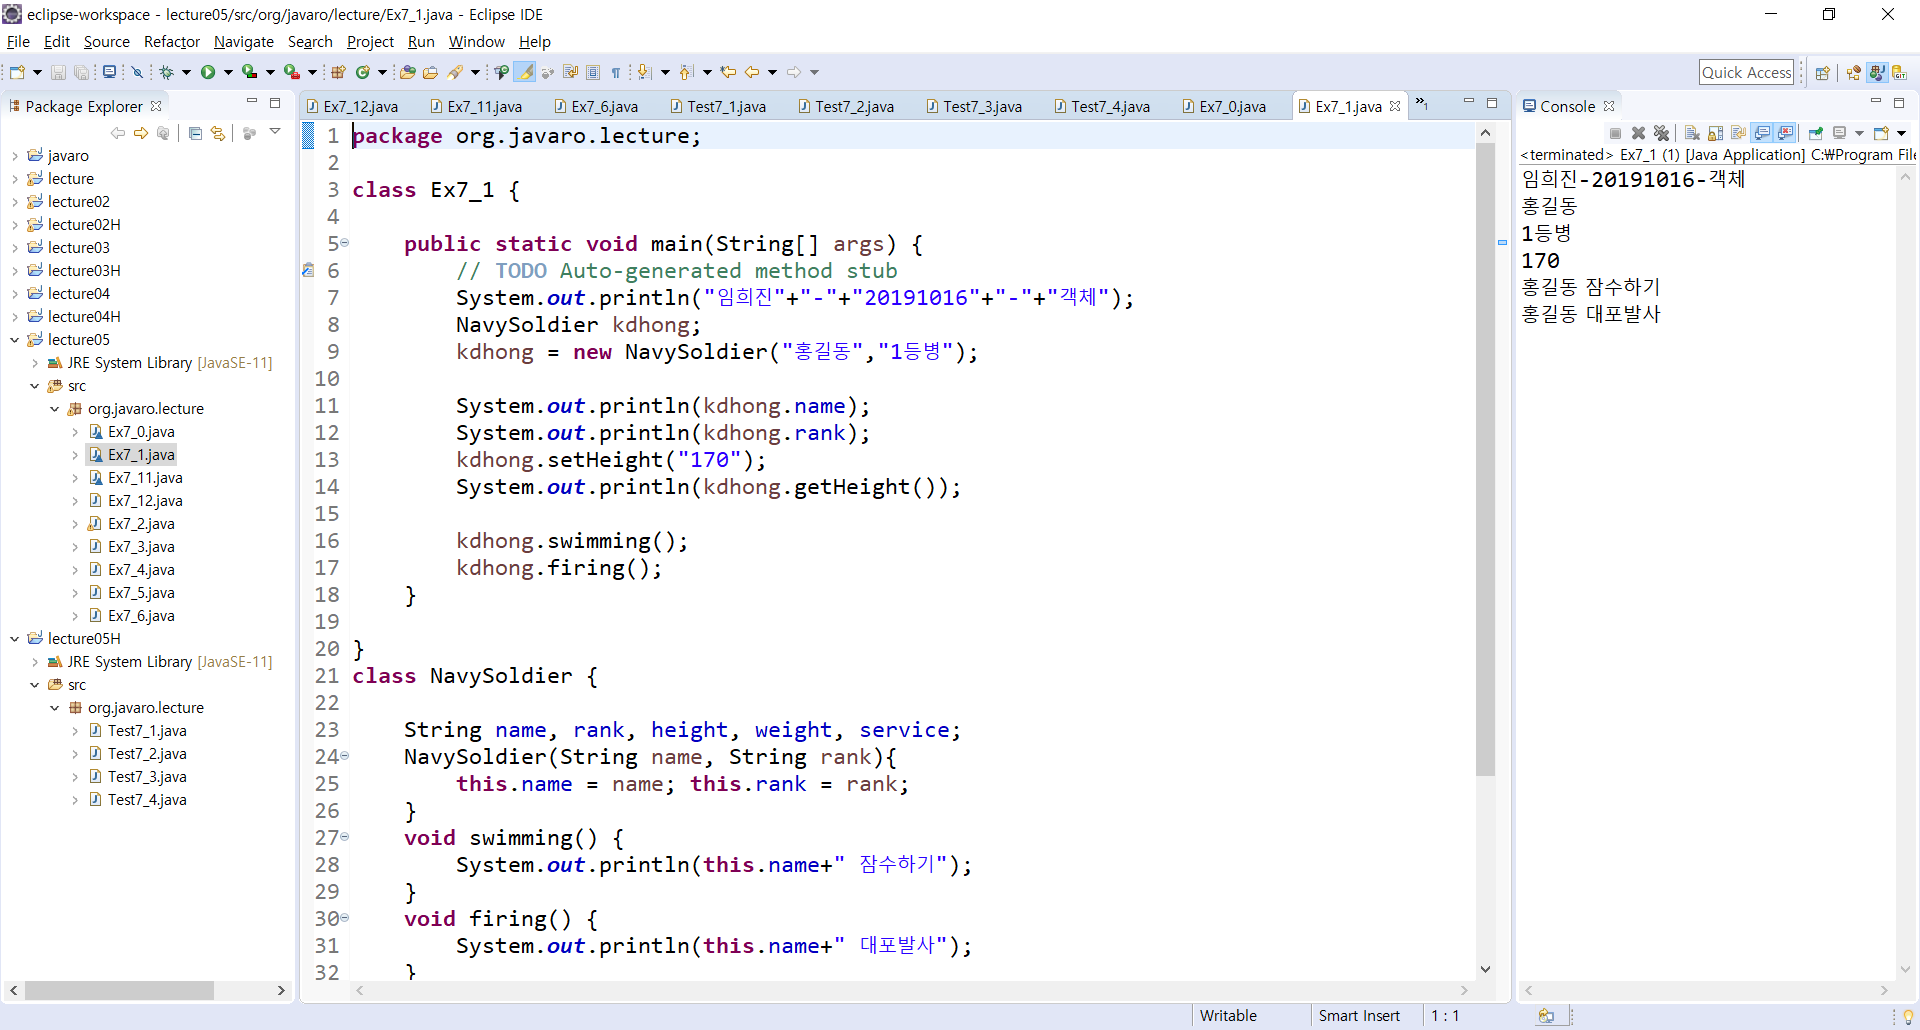 eclipse-workspace - lecture05/src/org/javaro/lecture/Ex7_1.java - Eclipse IDE
File Edit Source Refactor Navigate Search Project Run Window Help
Quick Access
Package Explorer
javaro
lecture
lecture02
lecture02H
lecture03
lecture03H
lecture04
lecture04H
lecture05
JRE System Library [JavaSE-11]
src
org.javaro.lecture
Ex7_0.java
Ex7_1.java
Ex7_11.java
Ex7_12.java
Ex7_2.java
Ex7_3.java
Ex7_4.java
Ex7_5.java
Ex7_6.java
lecture05H
JRE System Library [JavaSE-11]
src
org.javaro.lecture
Test7_1.java
Test7_2.java
Test7_3.java
Test7_4.java
Ex7_12.java Ex7_11.java Ex7_6.java Test7_1.java Test7_2.java Test7_3.java Test7_4.java Ex7_0.java Ex7_1.java »1
1 package org.javaro.lecture;
2
3 class Ex7_1 {
4
5 public static void main(String[] args) {
6 // TODO Auto-generated method stub
7 System.out.println("임희진"+"-"+"20191016"+"-"+"객체");
8 NavySoldier kdhong;
9 kdhong = new NavySoldier("홍길동","1등병");
10
11 System.out.println(kdhong.name);
12 System.out.println(kdhong.rank);
13 kdhong.setHeight("170");
14 System.out.println(kdhong.getHeight());
15
16 kdhong.swimming();
17 kdhong.firing();
18 }
19
20 }
21 class NavySoldier {
22
23 String name, rank, height, weight, service;
24 NavySoldier(String name, String rank){
25 this.name = name; this.rank = rank;
26 }
27 void swimming() {
28 System.out.println(this.name+" 잠수하기");
29 }
30 void firing() {
31 System.out.println(this.name+" 대포발사");
32 }
Console
<terminated> Ex7_1 (1) [Java Application] C:₩Program File
임희진-20191016-객체
홍길동
1등병
170
홍길동 잠수하기
홍길동 대포발사
Writable Smart Insert 1 : 1